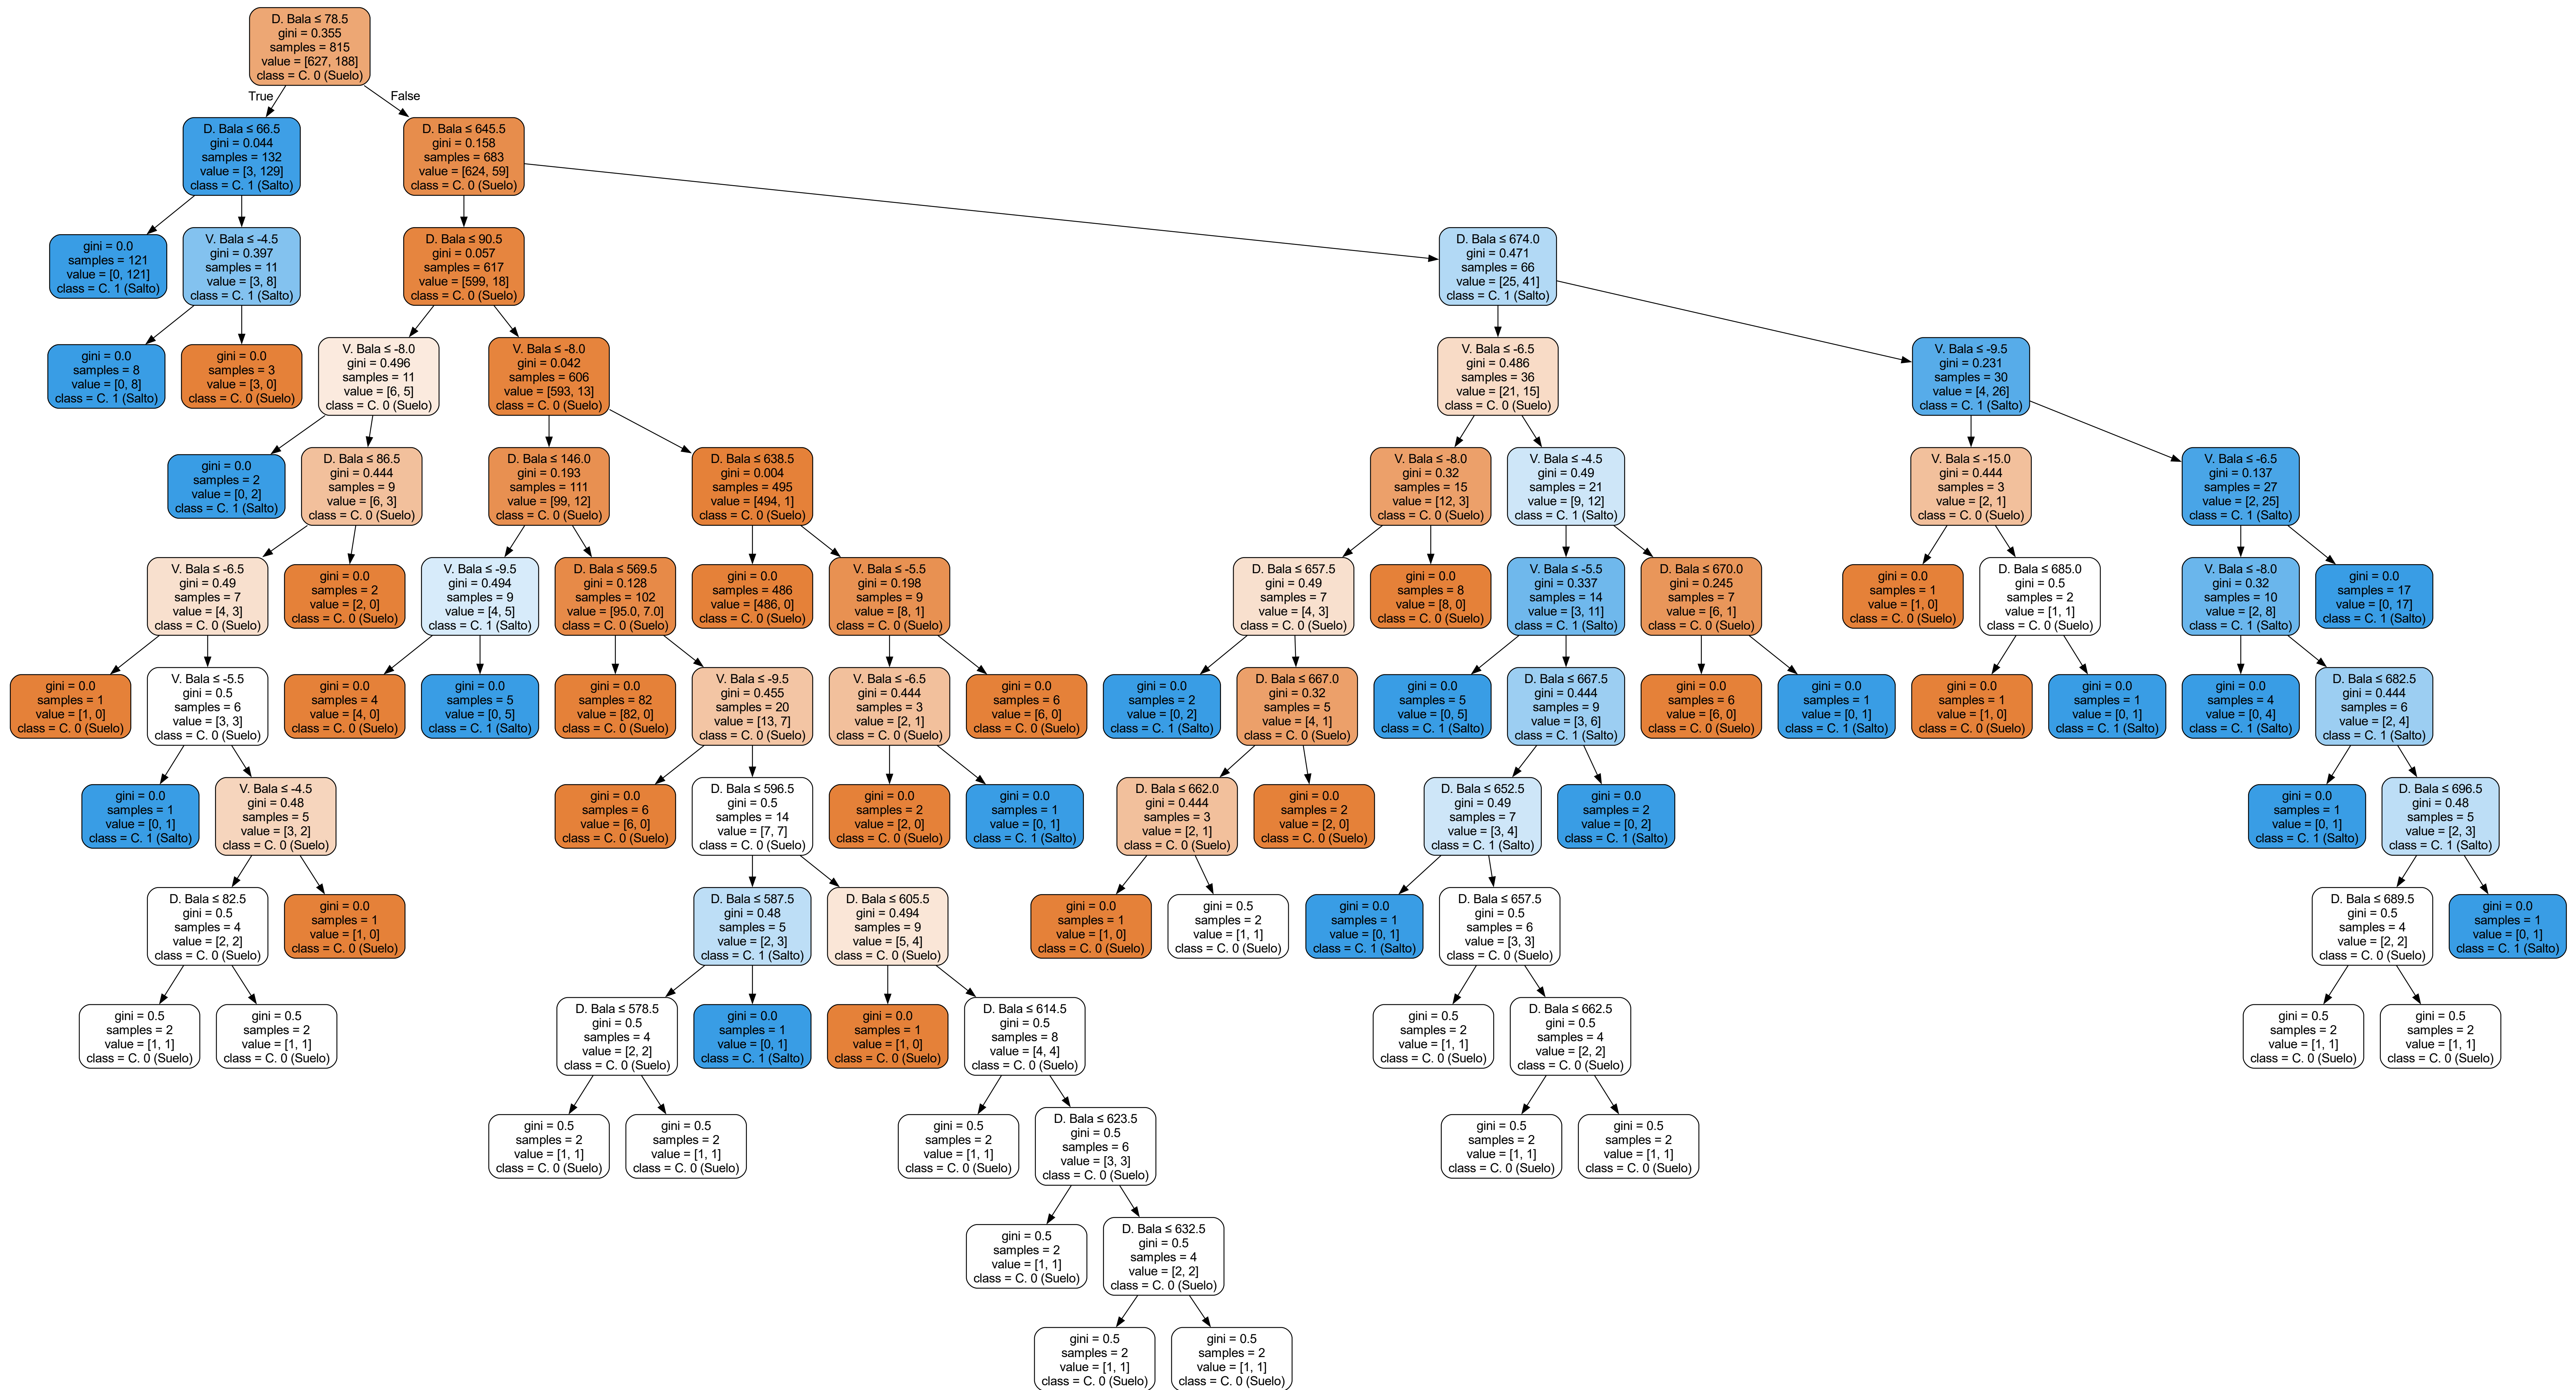 D. Bala ≤ 78.5
gini = 0.355
samples = 815
value = [627, 188]
class = C. 0 (Suelo)
True
False
D. Bala ≤ 66.5
gini = 0.044
samples = 132
value = [3, 129]
class = C. 1 (Salto)
D. Bala ≤ 645.5
gini = 0.158
samples = 683
value = [624, 59]
class = C. 0 (Suelo)
gini = 0.0
samples = 121
value = [0, 121]
class = C. 1 (Salto)
V. Bala ≤ -4.5
gini = 0.397
samples = 11
value = [3, 8]
class = C. 1 (Salto)
D. Bala ≤ 90.5
gini = 0.057
samples = 617
value = [599, 18]
class = C. 0 (Suelo)
D. Bala ≤ 674.0
gini = 0.471
samples = 66
value = [25, 41]
class = C. 1 (Salto)
gini = 0.0
samples = 8
value = [0, 8]
class = C. 1 (Salto)
gini = 0.0
samples = 3
value = [3, 0]
class = C. 0 (Suelo)
V. Bala ≤ -8.0
gini = 0.496
samples = 11
value = [6, 5]
class = C. 0 (Suelo)
V. Bala ≤ -8.0
gini = 0.042
samples = 606
value = [593, 13]
class = C. 0 (Suelo)
V. Bala ≤ -6.5
gini = 0.486
samples = 36
value = [21, 15]
class = C. 0 (Suelo)
V. Bala ≤ -9.5
gini = 0.231
samples = 30
value = [4, 26]
class = C. 1 (Salto)
gini = 0.0
samples = 2
value = [0, 2]
class = C. 1 (Salto)
D. Bala ≤ 86.5
gini = 0.444
samples = 9
value = [6, 3]
class = C. 0 (Suelo)
D. Bala ≤ 146.0
gini = 0.193
samples = 111
value = [99, 12]
class = C. 0 (Suelo)
D. Bala ≤ 638.5
gini = 0.004
samples = 495
value = [494, 1]
class = C. 0 (Suelo)
V. Bala ≤ -8.0
gini = 0.32
samples = 15
value = [12, 3]
class = C. 0 (Suelo)
V. Bala ≤ -4.5
gini = 0.49
samples = 21
value = [9, 12]
class = C. 1 (Salto)
V. Bala ≤ -15.0
gini = 0.444
samples = 3
value = [2, 1]
class = C. 0 (Suelo)
V. Bala ≤ -6.5
gini = 0.137
samples = 27
value = [2, 25]
class = C. 1 (Salto)
V. Bala ≤ -6.5
gini = 0.49
samples = 7
value = [4, 3]
class = C. 0 (Suelo)
gini = 0.0
samples = 2
value = [2, 0]
class = C. 0 (Suelo)
V. Bala ≤ -9.5
gini = 0.494
samples = 9
value = [4, 5]
class = C. 1 (Salto)
D. Bala ≤ 569.5
gini = 0.128
samples = 102
value = [95.0, 7.0]
class = C. 0 (Suelo)
gini = 0.0
samples = 486
value = [486, 0]
class = C. 0 (Suelo)
V. Bala ≤ -5.5
gini = 0.198
samples = 9
value = [8, 1]
class = C. 0 (Suelo)
D. Bala ≤ 657.5
gini = 0.49
samples = 7
value = [4, 3]
class = C. 0 (Suelo)
gini = 0.0
samples = 8
value = [8, 0]
class = C. 0 (Suelo)
V. Bala ≤ -5.5
gini = 0.337
samples = 14
value = [3, 11]
class = C. 1 (Salto)
D. Bala ≤ 670.0
gini = 0.245
samples = 7
value = [6, 1]
class = C. 0 (Suelo)
gini = 0.0
samples = 1
value = [1, 0]
class = C. 0 (Suelo)
D. Bala ≤ 685.0
gini = 0.5
samples = 2
value = [1, 1]
class = C. 0 (Suelo)
V. Bala ≤ -8.0
gini = 0.32
samples = 10
value = [2, 8]
class = C. 1 (Salto)
gini = 0.0
samples = 17
value = [0, 17]
class = C. 1 (Salto)
gini = 0.0
samples = 1
value = [1, 0]
class = C. 0 (Suelo)
V. Bala ≤ -5.5
gini = 0.5
samples = 6
value = [3, 3]
class = C. 0 (Suelo)
gini = 0.0
samples = 4
value = [4, 0]
class = C. 0 (Suelo)
gini = 0.0
samples = 5
value = [0, 5]
class = C. 1 (Salto)
gini = 0.0
samples = 82
value = [82, 0]
class = C. 0 (Suelo)
V. Bala ≤ -9.5
gini = 0.455
samples = 20
value = [13, 7]
class = C. 0 (Suelo)
V. Bala ≤ -6.5
gini = 0.444
samples = 3
value = [2, 1]
class = C. 0 (Suelo)
gini = 0.0
samples = 6
value = [6, 0]
class = C. 0 (Suelo)
gini = 0.0
samples = 2
value = [0, 2]
class = C. 1 (Salto)
D. Bala ≤ 667.0
gini = 0.32
samples = 5
value = [4, 1]
class = C. 0 (Suelo)
gini = 0.0
samples = 5
value = [0, 5]
class = C. 1 (Salto)
D. Bala ≤ 667.5
gini = 0.444
samples = 9
value = [3, 6]
class = C. 1 (Salto)
gini = 0.0
samples = 6
value = [6, 0]
class = C. 0 (Suelo)
gini = 0.0
samples = 1
value = [0, 1]
class = C. 1 (Salto)
gini = 0.0
samples = 1
value = [1, 0]
class = C. 0 (Suelo)
gini = 0.0
samples = 1
value = [0, 1]
class = C. 1 (Salto)
gini = 0.0
samples = 4
value = [0, 4]
class = C. 1 (Salto)
D. Bala ≤ 682.5
gini = 0.444
samples = 6
value = [2, 4]
class = C. 1 (Salto)
gini = 0.0
samples = 1
value = [0, 1]
class = C. 1 (Salto)
V. Bala ≤ -4.5
gini = 0.48
samples = 5
value = [3, 2]
class = C. 0 (Suelo)
gini = 0.0
samples = 6
value = [6, 0]
class = C. 0 (Suelo)
D. Bala ≤ 596.5
gini = 0.5
samples = 14
value = [7, 7]
class = C. 0 (Suelo)
gini = 0.0
samples = 2
value = [2, 0]
class = C. 0 (Suelo)
gini = 0.0
samples = 1
value = [0, 1]
class = C. 1 (Salto)
D. Bala ≤ 662.0
gini = 0.444
samples = 3
value = [2, 1]
class = C. 0 (Suelo)
gini = 0.0
samples = 2
value = [2, 0]
class = C. 0 (Suelo)
D. Bala ≤ 652.5
gini = 0.49
samples = 7
value = [3, 4]
class = C. 1 (Salto)
gini = 0.0
samples = 2
value = [0, 2]
class = C. 1 (Salto)
gini = 0.0
samples = 1
value = [0, 1]
class = C. 1 (Salto)
D. Bala ≤ 696.5
gini = 0.48
samples = 5
value = [2, 3]
class = C. 1 (Salto)
D. Bala ≤ 82.5
gini = 0.5
samples = 4
value = [2, 2]
class = C. 0 (Suelo)
gini = 0.0
samples = 1
value = [1, 0]
class = C. 0 (Suelo)
D. Bala ≤ 587.5
gini = 0.48
samples = 5
value = [2, 3]
class = C. 1 (Salto)
D. Bala ≤ 605.5
gini = 0.494
samples = 9
value = [5, 4]
class = C. 0 (Suelo)
gini = 0.0
samples = 1
value = [1, 0]
class = C. 0 (Suelo)
gini = 0.5
samples = 2
value = [1, 1]
class = C. 0 (Suelo)
gini = 0.0
samples = 1
value = [0, 1]
class = C. 1 (Salto)
D. Bala ≤ 657.5
gini = 0.5
samples = 6
value = [3, 3]
class = C. 0 (Suelo)
D. Bala ≤ 689.5
gini = 0.5
samples = 4
value = [2, 2]
class = C. 0 (Suelo)
gini = 0.0
samples = 1
value = [0, 1]
class = C. 1 (Salto)
gini = 0.5
samples = 2
value = [1, 1]
class = C. 0 (Suelo)
gini = 0.5
samples = 2
value = [1, 1]
class = C. 0 (Suelo)
D. Bala ≤ 578.5
gini = 0.5
samples = 4
value = [2, 2]
class = C. 0 (Suelo)
gini = 0.0
samples = 1
value = [0, 1]
class = C. 1 (Salto)
gini = 0.0
samples = 1
value = [1, 0]
class = C. 0 (Suelo)
D. Bala ≤ 614.5
gini = 0.5
samples = 8
value = [4, 4]
class = C. 0 (Suelo)
gini = 0.5
samples = 2
value = [1, 1]
class = C. 0 (Suelo)
D. Bala ≤ 662.5
gini = 0.5
samples = 4
value = [2, 2]
class = C. 0 (Suelo)
gini = 0.5
samples = 2
value = [1, 1]
class = C. 0 (Suelo)
gini = 0.5
samples = 2
value = [1, 1]
class = C. 0 (Suelo)
gini = 0.5
samples = 2
value = [1, 1]
class = C. 0 (Suelo)
gini = 0.5
samples = 2
value = [1, 1]
class = C. 0 (Suelo)
gini = 0.5
samples = 2
value = [1, 1]
class = C. 0 (Suelo)
D. Bala ≤ 623.5
gini = 0.5
samples = 6
value = [3, 3]
class = C. 0 (Suelo)
gini = 0.5
samples = 2
value = [1, 1]
class = C. 0 (Suelo)
gini = 0.5
samples = 2
value = [1, 1]
class = C. 0 (Suelo)
gini = 0.5
samples = 2
value = [1, 1]
class = C. 0 (Suelo)
D. Bala ≤ 632.5
gini = 0.5
samples = 4
value = [2, 2]
class = C. 0 (Suelo)
gini = 0.5
samples = 2
value = [1, 1]
class = C. 0 (Suelo)
gini = 0.5
samples = 2
value = [1, 1]
class = C. 0 (Suelo)